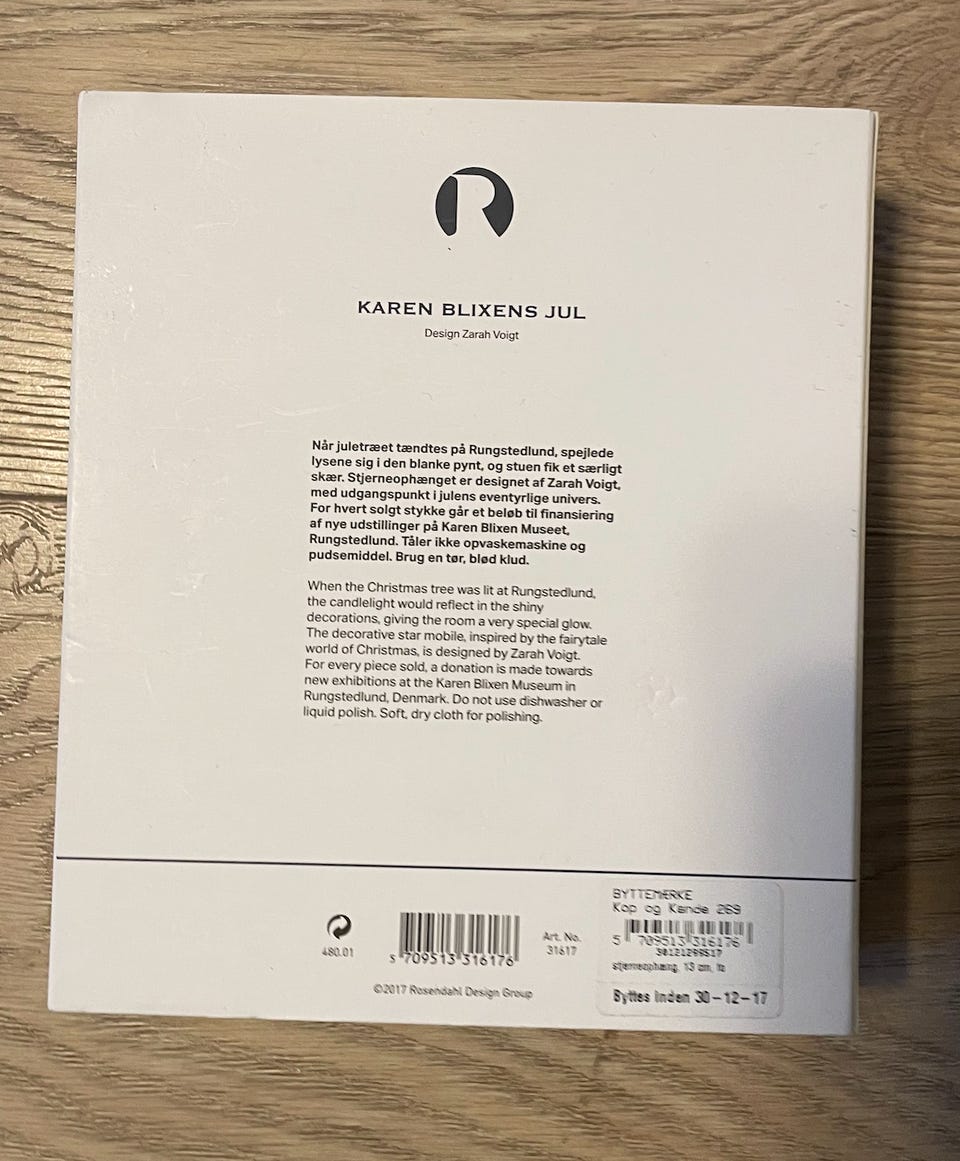 R
KAREN BLIXENS JUL
Design Zarah Voigt
Når juletræet tændtes på Rungstedlund, spejlede
lysene sig i den blanke pynt, og stuen fik et særligt
skær. Stjerneophænget er designet af Zarah Voigt,
med udgangspunkt i julens eventyrlige univers.
For hvert solgt stykke går et beløb til finansiering
af nye udstillinger på Karen Blixen Museet,
Rungstedlund. Tåler ikke opvaskemaskine og
pudsemiddel. Brug en tør, blød klud.
When the Christmas tree was lit at Rungstedlund,
the candlelight would reflect in the shiny
decorations, giving the room a very special glow.
The decorative star mobile, inspired by the fairytale
world of Christmas, is designed by Zarah Voigt.
For every piece sold, a donation is made towards
new exhibitions at the Karen Blixen Museum in
Rungstedlund, Denmark. Do not use dishwasher or
liquid polish. Soft, dry cloth for polishing.
480.01
5 709513 316176
Art. No.
31617
©2017 Rosendahl Design Group
BYTTEMÆRKE
Kop og Kande 269
5 709513 316176
stjerneophæng, 13 cm,
Byttes inden 30-12-17